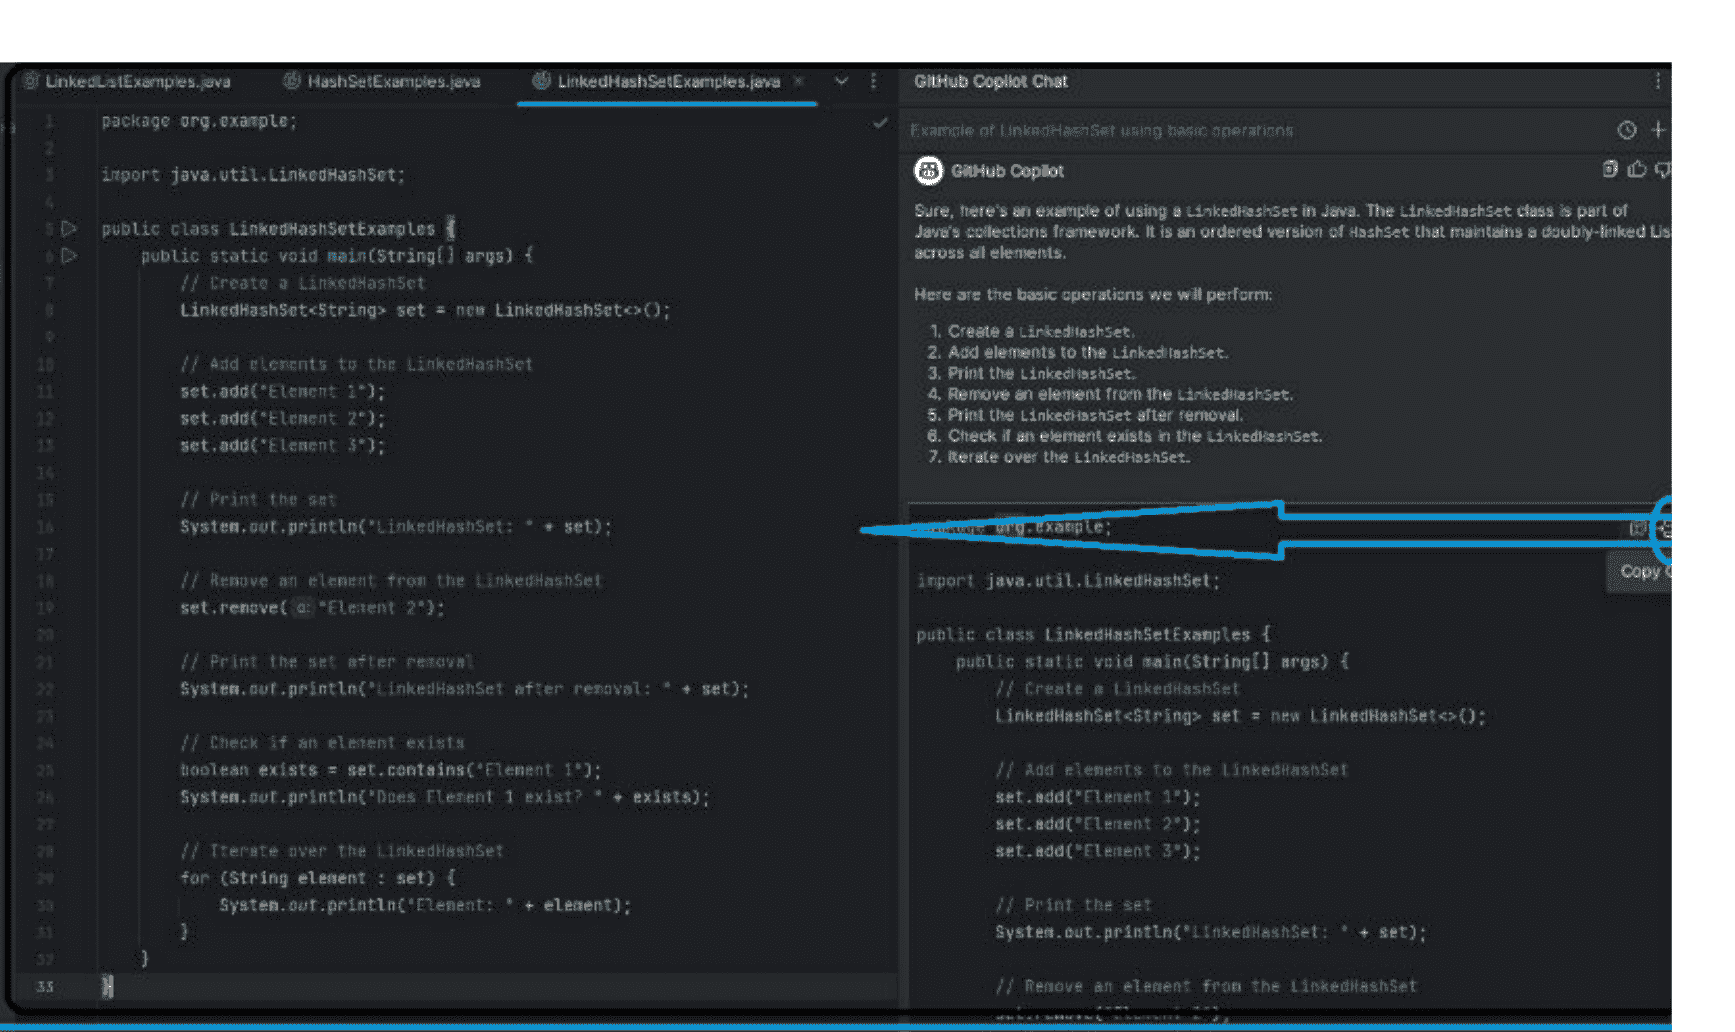 LinkedListExamples.java HashSetExamples.java LinkedHashSetExamples.java
1 package org.example;
2
3 import java.util.LinkedHashSet;
4
5 public class LinkedHashSetExamples {
6 public static void main(String[] args) {
7 // Create a LinkedHashSet
8 LinkedHashSet<String> set = new LinkedHashSet<>();
9
10 // Add elements to the LinkedHashSet
11 set.add("Element 1");
12 set.add("Element 2");
13 set.add("Element 3");
14
15 // Print the set
16 System.out.println("LinkedHashSet: " + set);
17
18 // Remove an element from the LinkedHashSet
19 set.remove( o: "Element 2");
20
21 // Print the set after removal
22 System.out.println("LinkedHashSet after removal: " + set);
23
24 // Check if an element exists
25 boolean exists = set.contains("Element 1");
26 System.out.println("Does Element 1 exist? " + exists);
27
28 // Iterate over the LinkedHashSet
29 for (String element : set) {
30 System.out.println("Element: " + element);
31 }
32 }
33 }
GitHub Copilot Chat
Example of LinkedHashSet using basic operations
GitHub Copilot
Sure, here's an example of using a LinkedHashSet in Java. The LinkedHashSet class is part of
Java's collections framework. It is an ordered version of HashSet that maintains a doubly-linked Lis
across all elements.
Here are the basic operations we will perform:
1. Create a LinkedHashSet.
2. Add elements to the LinkedHashSet.
3. Print the LinkedHashSet.
4. Remove an element from the LinkedHashSet.
5. Print the LinkedHashSet after removal.
6. Check if an element exists in the LinkedHashSet.
7. Iterate over the LinkedHashSet.
org.example;
Copy
import java.util.LinkedHashSet;
public class LinkedHashSetExamples {
public static void main(String[] args) {
// Create a LinkedHashSet
LinkedHashSet<String> set = new LinkedHashSet<>();
// Add elements to the LinkedHashSet
set.add("Element 1");
set.add("Element 2");
set.add("Element 3");
// Print the set
System.out.println("LinkedHashSet: " + set);
// Remove an element from the LinkedHashSet
set.remove("Element 2");